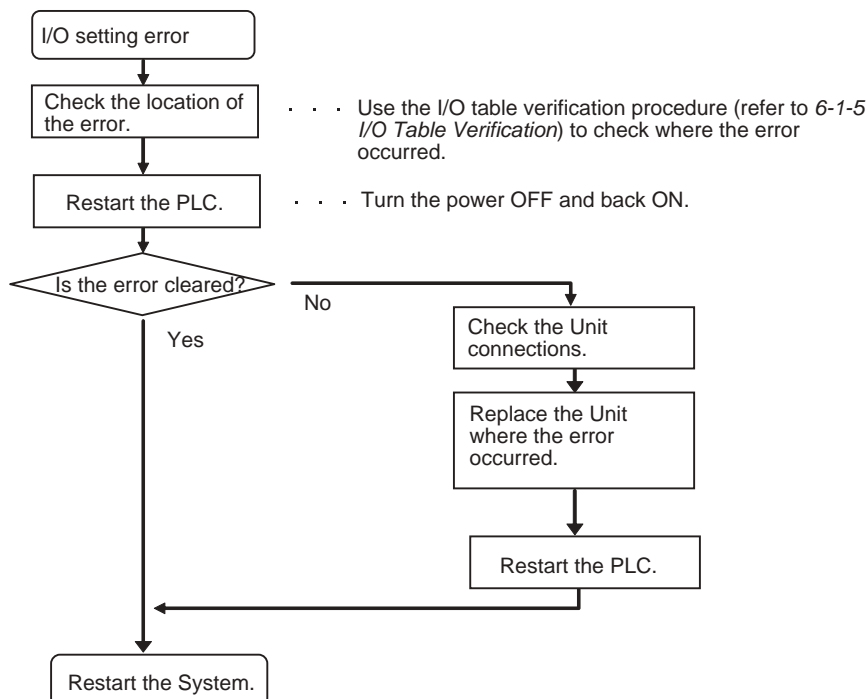 I/O setting error
Check the location of
the error.
· · · Use the I/O table verification procedure (refer to 6-1-5
I/O Table Verification) to check where the error
occurred.
Restart the PLC.
· · · Turn the power OFF and back ON.
Is the error cleared?
No
Yes
Check the Unit
connections.
Replace the Unit
where the error
occurred.
Restart the PLC.
Restart the System.